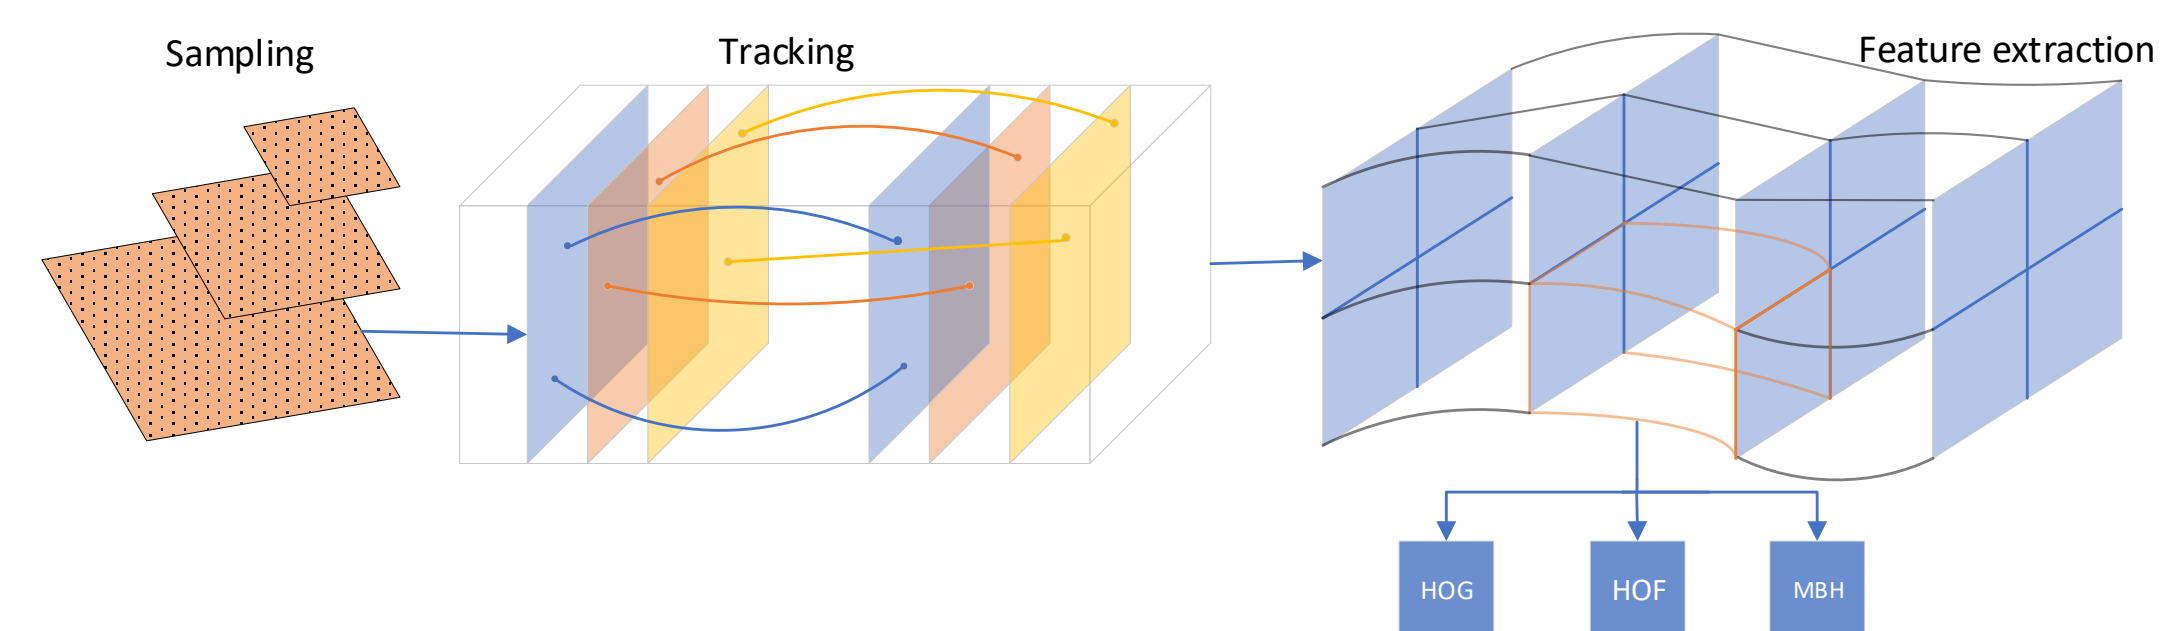 Sampling
Tracking
Feature extraction
HOG
HOF
MBH